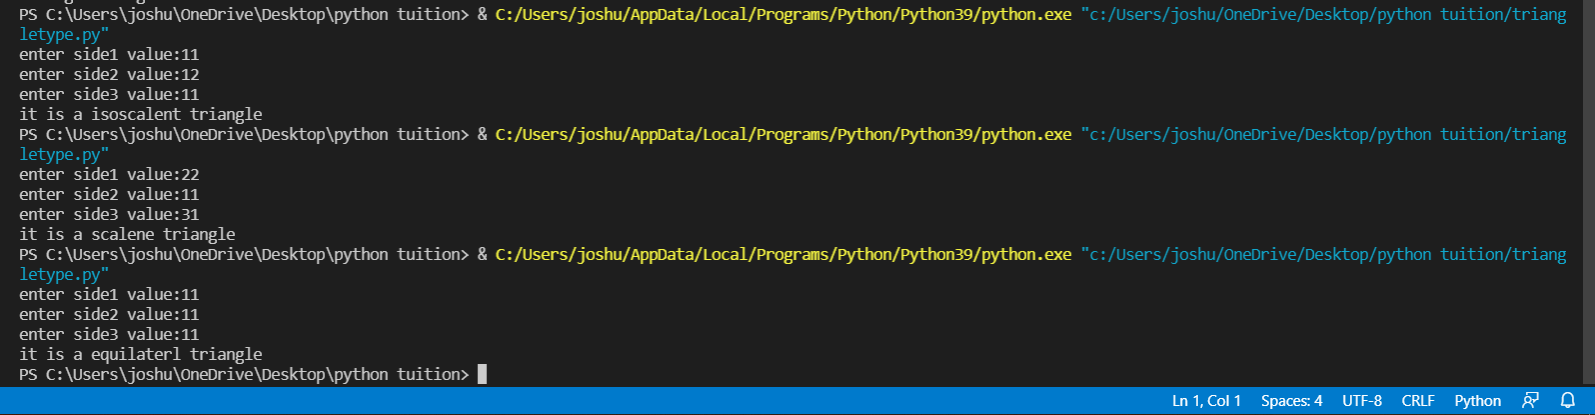 PS C:\Users\joshu\OneDrive\Desktop\python tuition> & C:/Users/joshu/AppData/Local/Programs/Python/Python39/python.exe "c:/Users/joshu/OneDrive/Desktop/python tuition/triang
letype.py"
enter side1 value:11
enter side2 value:12
enter side3 value:11
it is a isoscalent triangle
PS C:\Users\joshu\OneDrive\Desktop\python tuition> & C:/Users/joshu/AppData/Local/Programs/Python/Python39/python.exe "c:/Users/joshu/OneDrive/Desktop/python tuition/triang
letype.py"
enter side1 value:22
enter side2 value:11
enter side3 value:31
it is a scalene triangle
PS C:\Users\joshu\OneDrive\Desktop\python tuition> & C:/Users/joshu/AppData/Local/Programs/Python/Python39/python.exe "c:/Users/joshu/OneDrive/Desktop/python tuition/triang
letype.py"
enter side1 value:11
enter side2 value:11
enter side3 value:11
it is a equilaterl triangle
PS C:\Users\joshu\OneDrive\Desktop\python tuition>
Ln 1, Col 1 Spaces: 4 UTF-8 CRLF Python